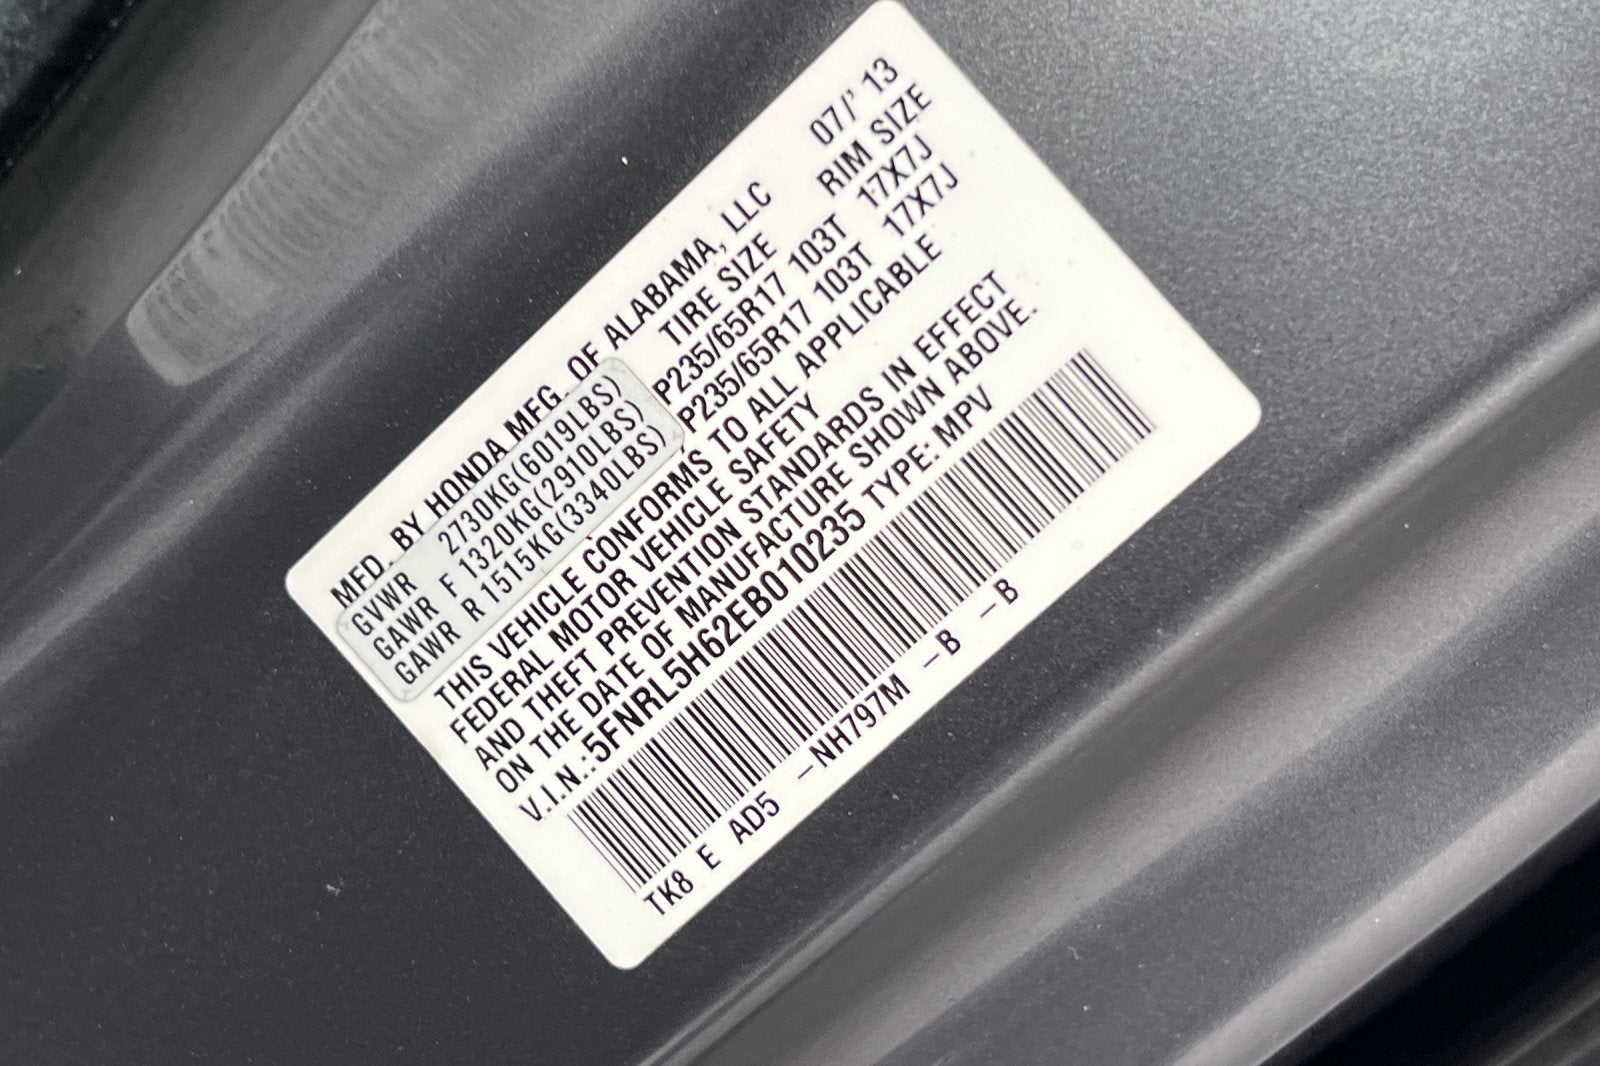 MFD. BY HONDA MFG. OF ALABAMA, LLC 07/' 13
TIRE SIZE RIM SIZE
GVWR 2730KG(6019LBS)
GAWR F 1320KG(2910LBS) P235/65R17 103T 17X7J
GAWR R 1515KG(3340LBS) P235/65R17 103T 17X7J
THIS VEHICLE CONFORMS TO ALL APPLICABLE
FEDERAL MOTOR VEHICLE SAFETY
AND THEFT PREVENTION STANDARDS IN EFFECT
ON THE DATE OF MANUFACTURE SHOWN ABOVE.
V.I.N.:5FNRL5H62EB010235 TYPE: MPV
TK8 E AD5 -NH797M -B -B